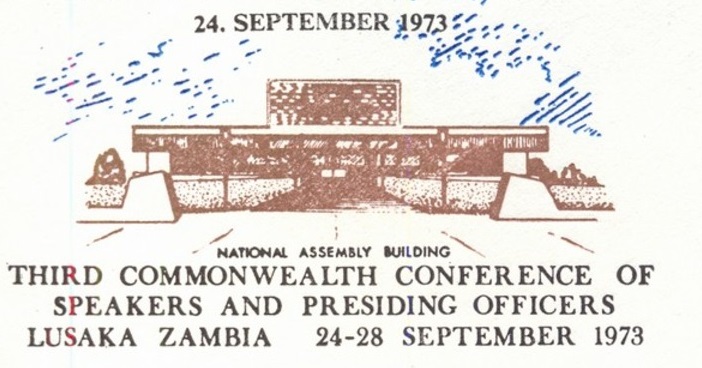 24. SEPTEMBER 1973
NATIONAL ASSEMBLY BUILDING
THIRD COMMONWEALTH CONFERENCE OF
SPEAKERS AND PRESIDING OFFICERS
LUSAKA ZAMBIA 24-28 SEPTEMBER 1973